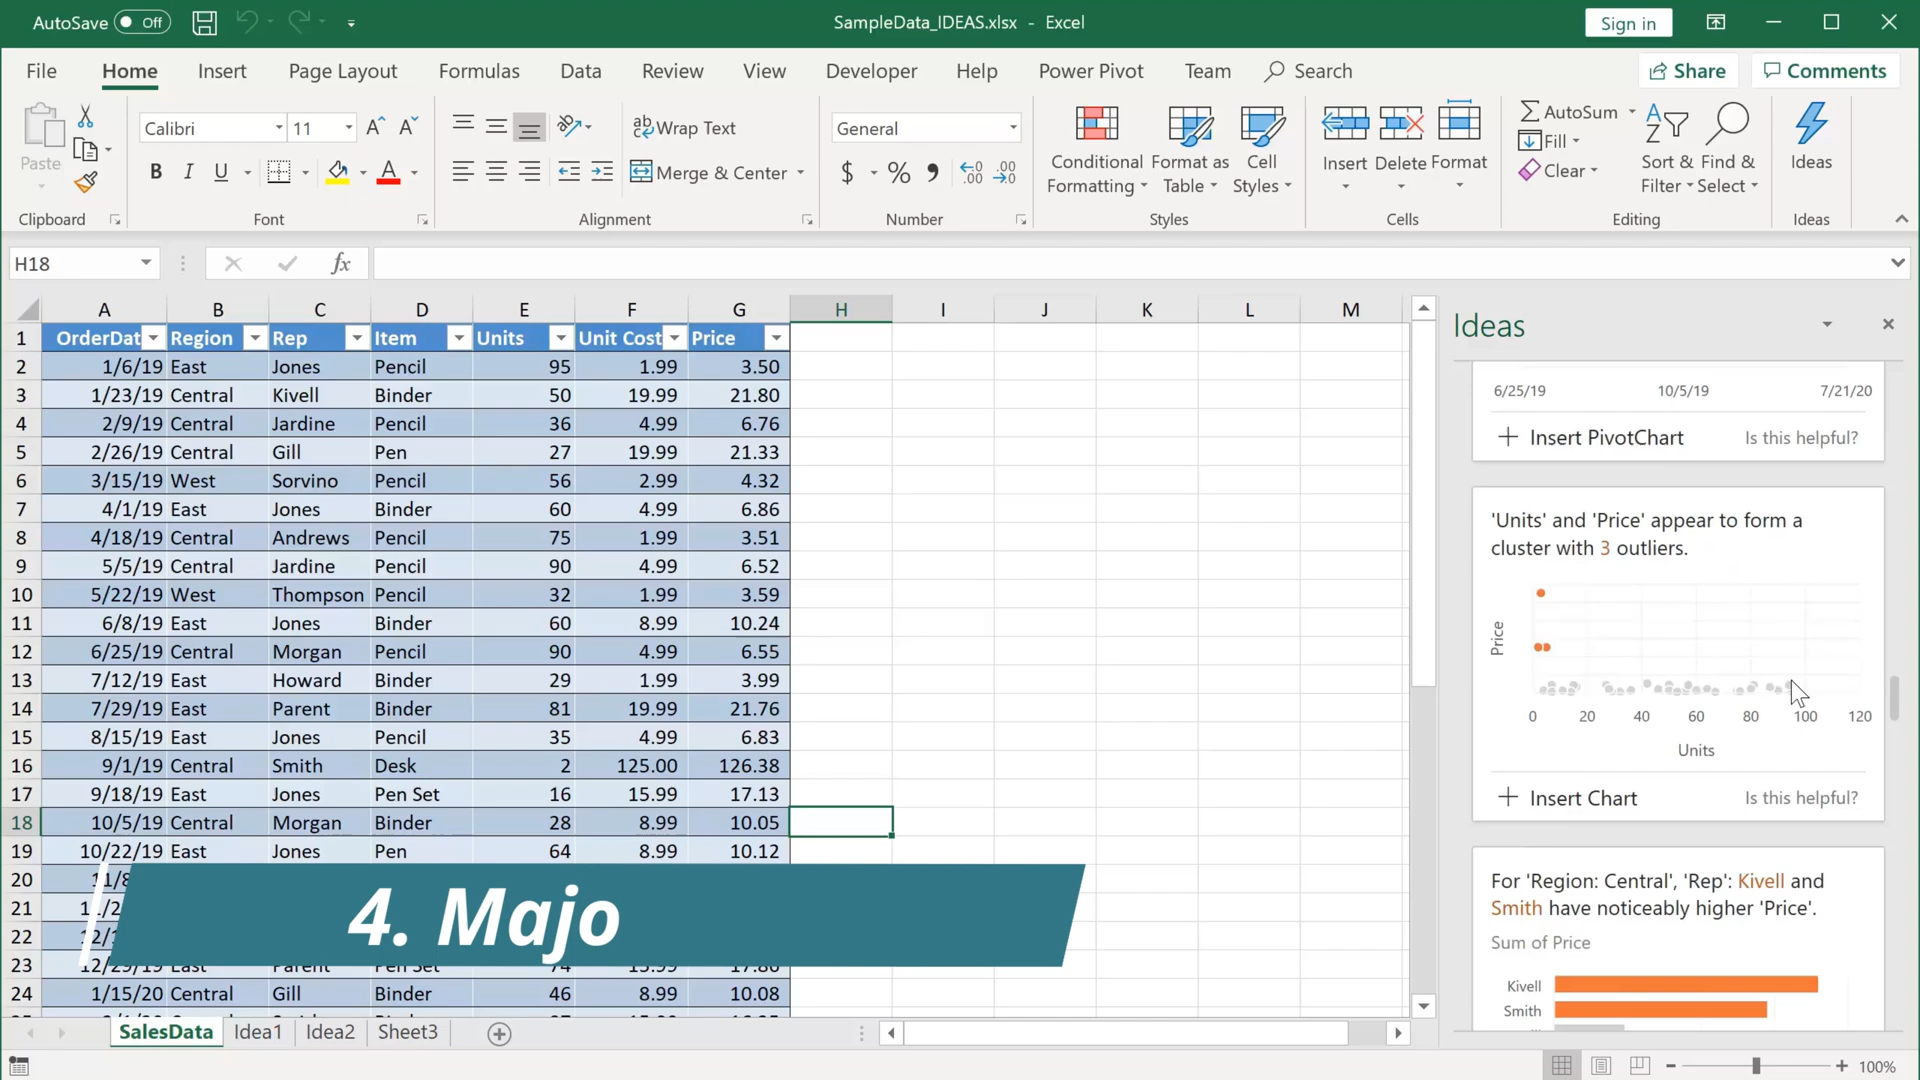 AutoSave Off
SampleData_IDEAS.xlsx - Excel
Sign in
File Home Insert Page Layout Formulas Data Review View Developer Help Power Pivot Team Search Share Comments
Paste
Clipboard
Calibri 11
B I U A
Font
Wrap Text
Merge & Center
Alignment
General
$ % ,
Number
Conditional Formatting
Format as Table
Cell Styles
Styles
Insert Delete Format
Cells
AutoSum
Fill
Clear
Sort & Filter
Find & Select
Editing
Ideas
Ideas
H18 fx
A B C D E F G H I J K L M
1 OrderDat Region Rep Item Units Unit Cost Price
2 1/6/19 East Jones Pencil 95 1.99 3.50
3 1/23/19 Central Kivell Binder 50 19.99 21.80
4 2/9/19 Central Jardine Pencil 36 4.99 6.76
5 2/26/19 Central Gill Pen 27 19.99 21.33
6 3/15/19 West Sorvino Pencil 56 2.99 4.32
7 4/1/19 East Jones Binder 60 4.99 6.86
8 4/18/19 Central Andrews Pencil 75 1.99 3.51
9 5/5/19 Central Jardine Pencil 90 4.99 6.52
10 5/22/19 West Thompson Pencil 32 1.99 3.59
11 6/8/19 East Jones Binder 60 8.99 10.24
12 6/25/19 Central Morgan Pencil 90 4.99 6.55
13 7/12/19 East Howard Binder 29 1.99 3.99
14 7/29/19 East Parent Binder 81 19.99 21.76
15 8/15/19 East Jones Pencil 35 4.99 6.83
16 9/1/19 Central Smith Desk 2 125.00 126.38
17 9/18/19 East Jones Pen Set 16 15.99 17.13
18 10/5/19 Central Morgan Binder 28 8.99 10.05
19 10/22/19 East Jones Pen 64 8.99 10.12
20
21
22
23
24 1/15/20 Central Gill Binder 46 8.99 10.08
4. Majo
Ideas
6/25/19 10/5/19 7/21/20
Insert PivotChart Is this helpful?
'Units' and 'Price' appear to form a
cluster with 3 outliers.
Price
0 20 40 60 80 100 120
Units
Insert Chart Is this helpful?
For 'Region: Central', 'Rep': Kivell and
Smith have noticeably higher 'Price'.
Sum of Price
Kivell
Smith
SalesData Idea1 Idea2 Sheet3
100%